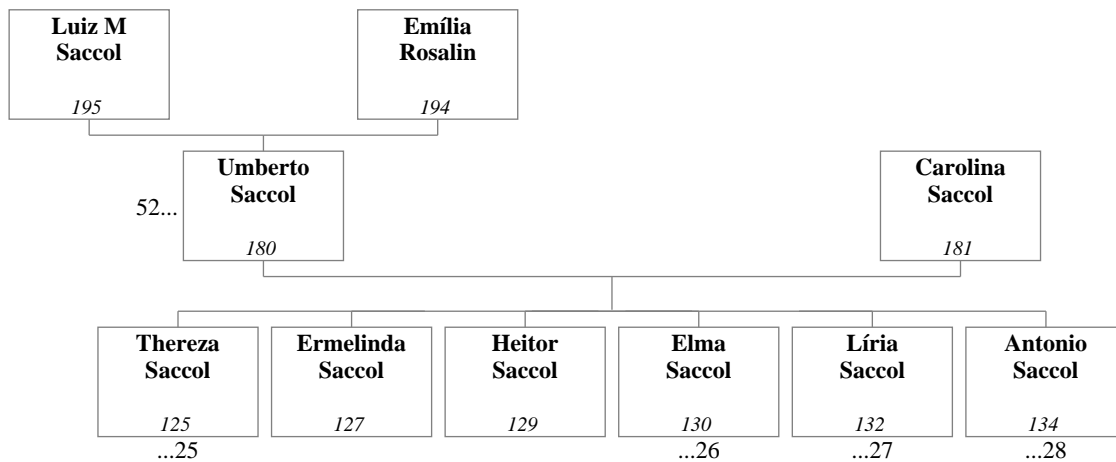 Luiz M
Saccol
195
Emília
Rosalin
194
Umberto
Saccol
180
52...
Carolina
Saccol
181
Thereza
Saccol
125
...25
Ermelinda
Saccol
127
Heitor
Saccol
129
Elma
Saccol
130
...26
Líria
Saccol
132
...27
Antonio
Saccol
134
...28